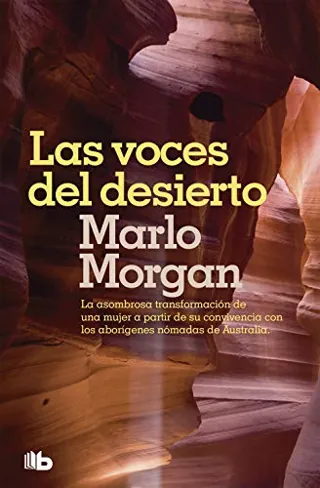 Las voces
del desierto
Marlo
Morgan
La asombrosa transformación de
una mujer a partir de su convivencia con
los aborígenes nómadas de Australia.
b